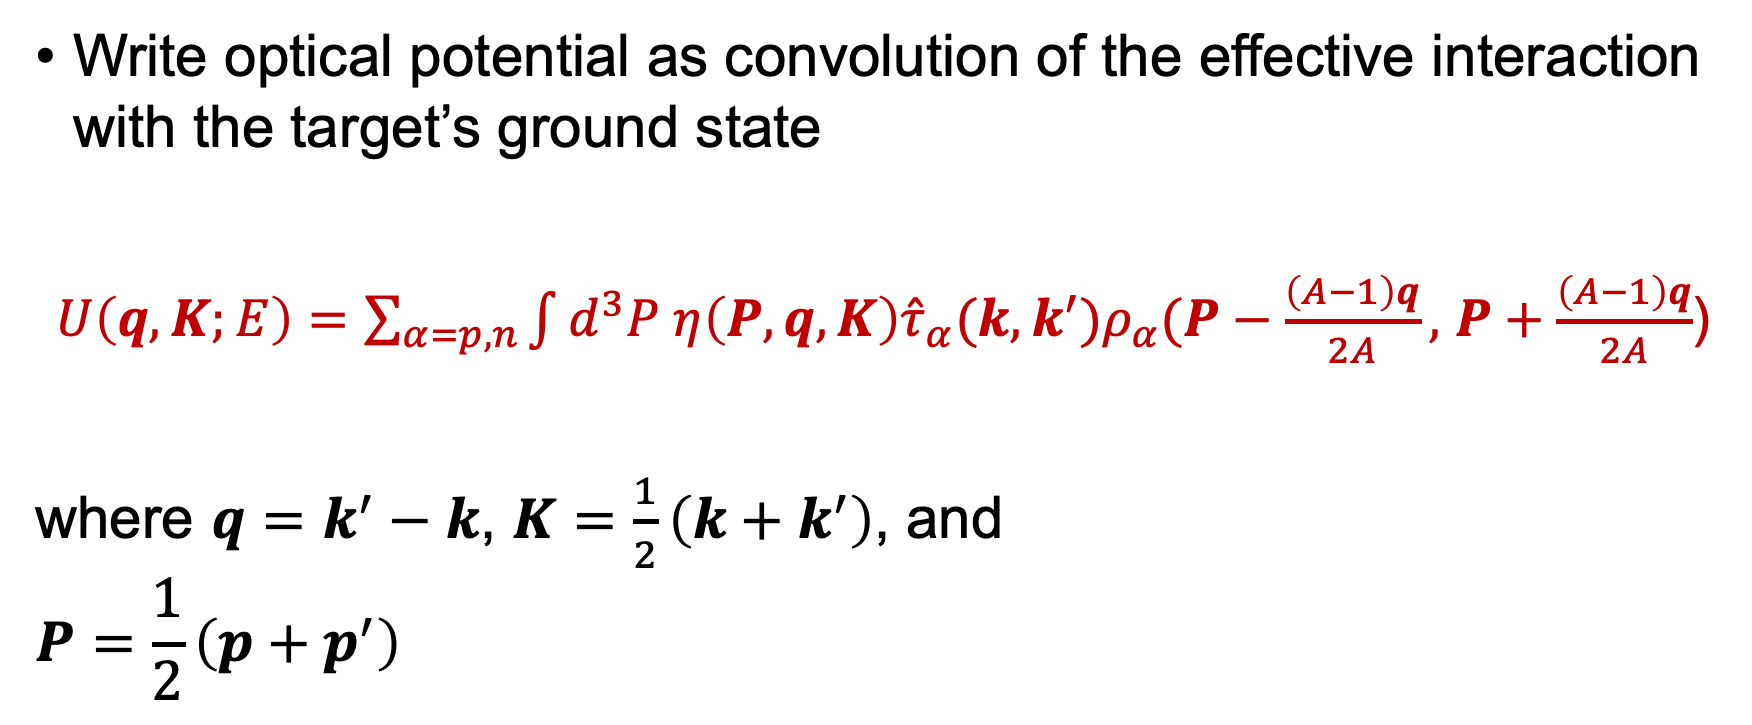 • Write optical potential as convolution of the effective interaction
with the target’s ground state
U(q, K; E) = ∑α=p,n ∫ d³P η(P, q, K)τ̂α(k, k′)ρα(P − (A−1)q/2A, P + (A−1)q/2A)
where q = k′ − k, K = 1/2 (k + k′), and
P = 1/2 (p + p′)